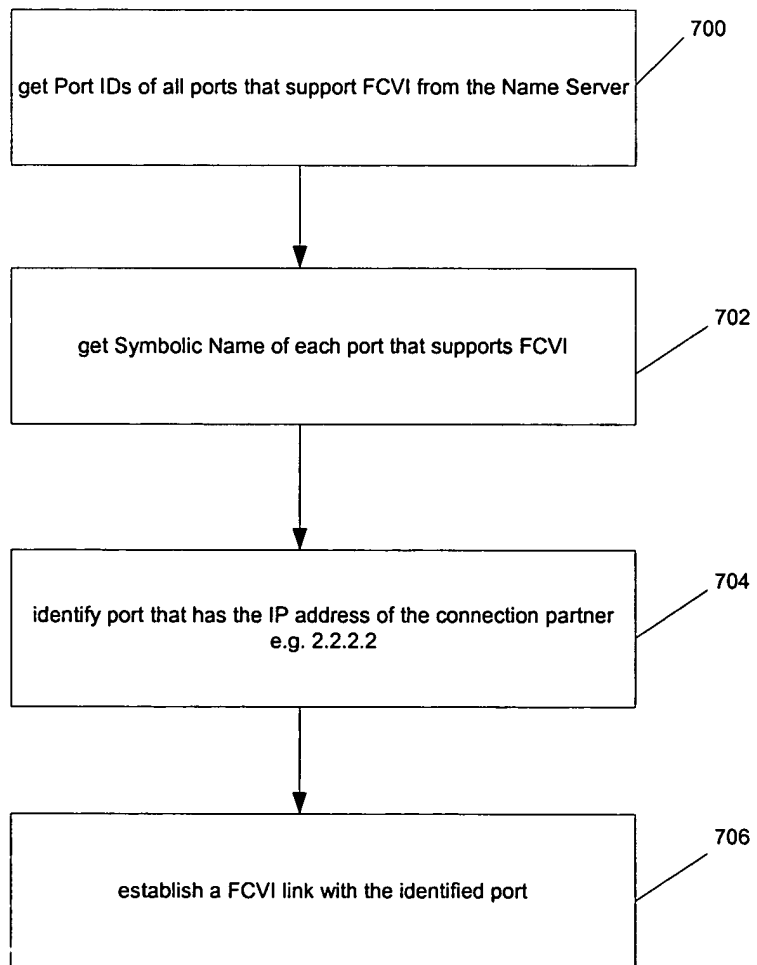 700
get Port IDs of all ports that support FCVI from the Name Server
702
get Symbolic Name of each port that supports FCVI
704
identify port that has the IP address of the connection partner
e.g. 2.2.2.2
706
establish a FCVI link with the identified port